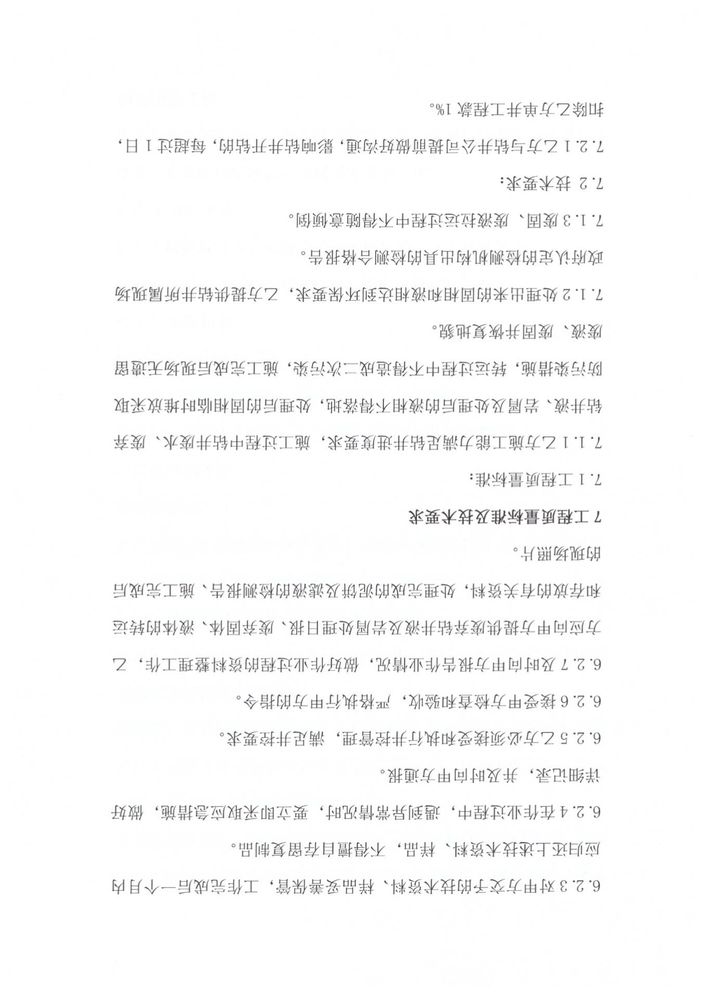 6.2.3 对甲方交予的技术资料、样品妥善保管，工作完成后一个月内
应归还上述技术资料、样品，不得擅自存留复制品。
6.2.4 在作业过程中，遇到异常情况时，要立即采取应急措施，做好
详细记录，并及时向甲方通报。
6.2.5 乙方必须接受和执行井控管理，满足井控要求。
6.2.6 接受甲方检查和验收，严格执行甲方的指令。
6.2.7 及时向甲方报告作业情况，做好作业过程的资料整理工作，乙
方应向甲方提供废弃钻井液及岩屑处理日报、废弃固体、液体的转运
和存放的有关资料，处理完成的泥饼及滤液的检测报告、施工完成后
的现场照片。
7 工程质量标准及技术要求
7.1 工程质量标准：
7.1.1 乙方施工能力满足钻井进度要求，施工过程中钻井废水、废弃
钻井液、岩屑及处理后的液相不得落地，处理后的固相临时堆放采取
防污染措施，转运过程中不得造成二次污染，施工完成后现场无遗留
废液、废固并恢复地貌。
7.1.2 处理出来的固相和液相达到环保要求，乙方提供钻井所属现场
政府认定的检测机构出具的检测合格报告。
7.1.3 废固、废液拉运过程中不得随意倾倒。
7.2 技术要求：
7.2.1 乙方与钻井公司提前做好沟通，影响钻井开钻的，每超过 1 日，
扣除乙方单井工程款 1%。